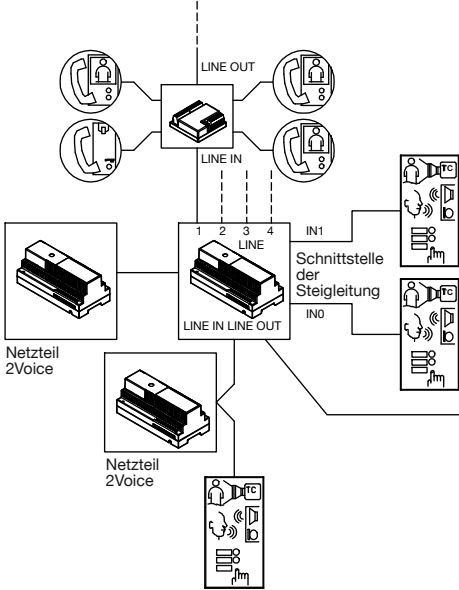 LINE OUT
LINE IN
1 2 3 4
LINE
IN1
TC
Schnittstelle
der
Steigleitung
IN0
TC
LINE IN LINE OUT
Netzteil
2Voice
Netzteil
2Voice
TC